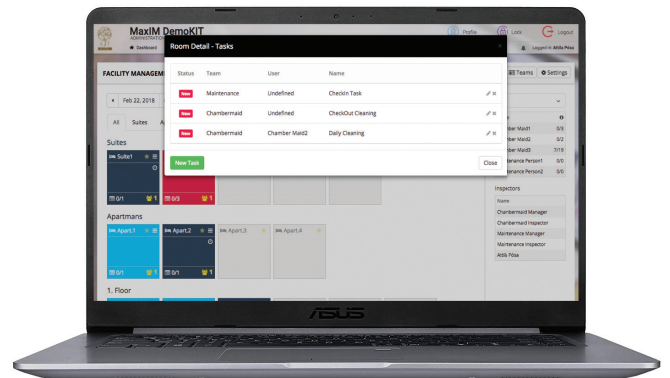 MaxIM DemoKIT
ADMINISTRATION
Profile
Lock
Logout
Dashboard
Logged in: Attila Pósa
Room Detail - Tasks
FACILITY MANAGEM
Teams
Settings
Status Team User Name
New Maintenance Undefined CheckIn Task
New Chambermaid Undefined CheckOut Cleaning
New Chambermaid Chamber Maid2 Daily Cleaning
New Task
Close
Feb 22, 2018
All Suites A
Suites
Suite1
0/1 1
0/3 1
Apartmans
Apart.1
Apart.2
Apart.3
Apart.4
0/1 1
0/1 1
1. Floor
ber Maid1 0/3
ber Maid2 0/2
ber Maid3 7/19
tenance Person1 0/0
tenance Person2 0/0
Inspectors
Name
Chambermaid Manager
Chambermaid Inspector
Maintenance Manager
Maintenance Inspector
Attila Pósa
ASUS